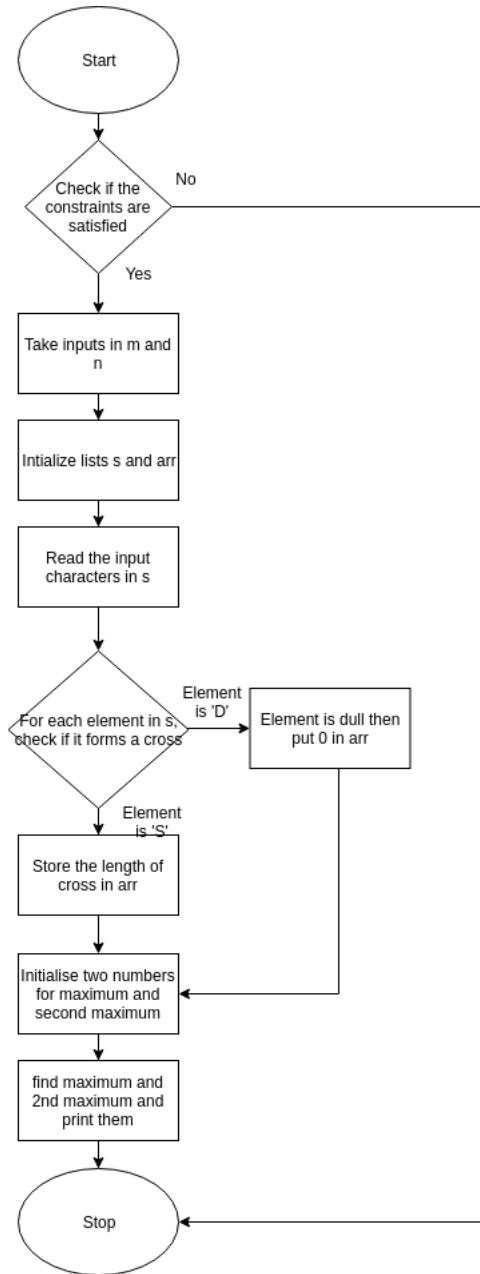 Start
No
Check if the
constraints are
satisfied
Yes
Take inputs in m and
n
Intialize lists s and arr
Read the input
characters in s
For each element in s,
check if it forms a cross
Element
is 'D'
Element is dull then
put 0 in arr
Element
is 'S'
Store the length of
cross in arr
Initialise two numbers
for maximum and
second maximum
find maximum and
2nd maximum and
print them
Stop